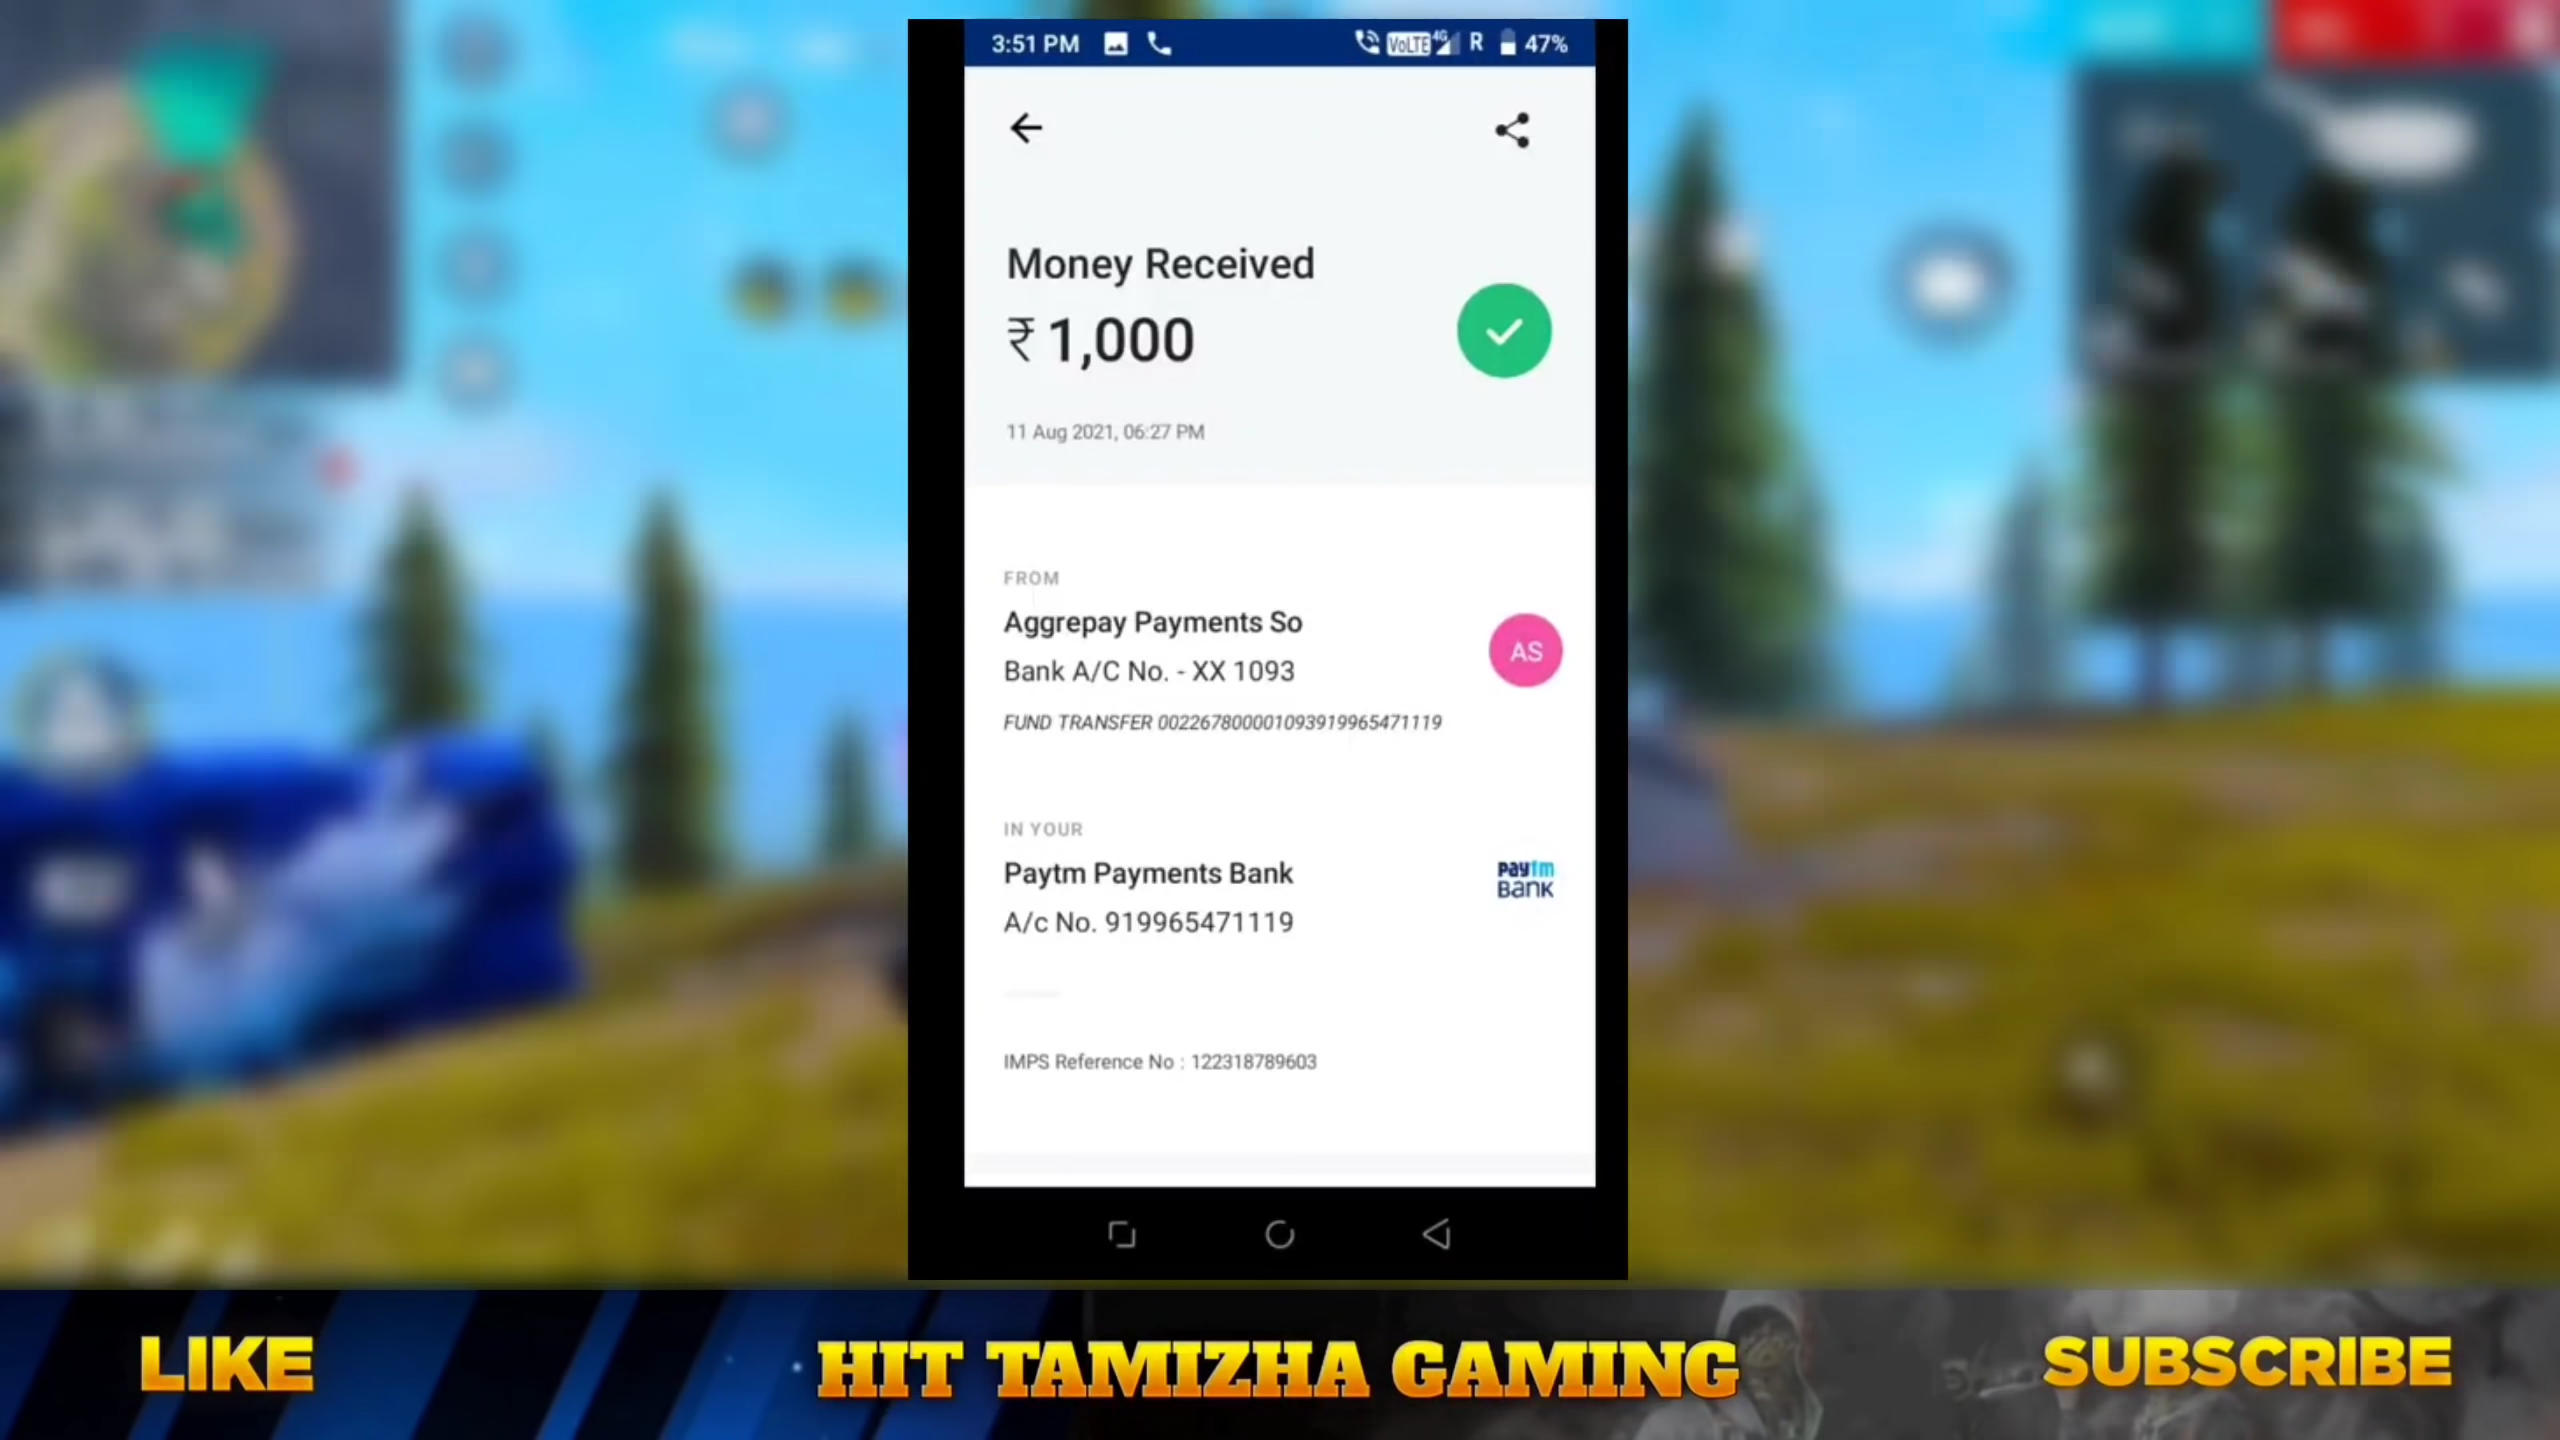 3:51 PM VoLTE 4G R 47%
Money Received
₹ 1,000
11 Aug 2021, 06:27 PM
FROM
Aggrepay Payments So
AS
Bank A/C No. - XX 1093
FUND TRANSFER 002267800001093919965471119
IN YOUR
Paytm Payments Bank
paytm
BANK
A/c No. 919965471119
IMPS Reference No : 122318789603
LIKE
HIT TAMIZHA GAMING
SUBSCRIBE